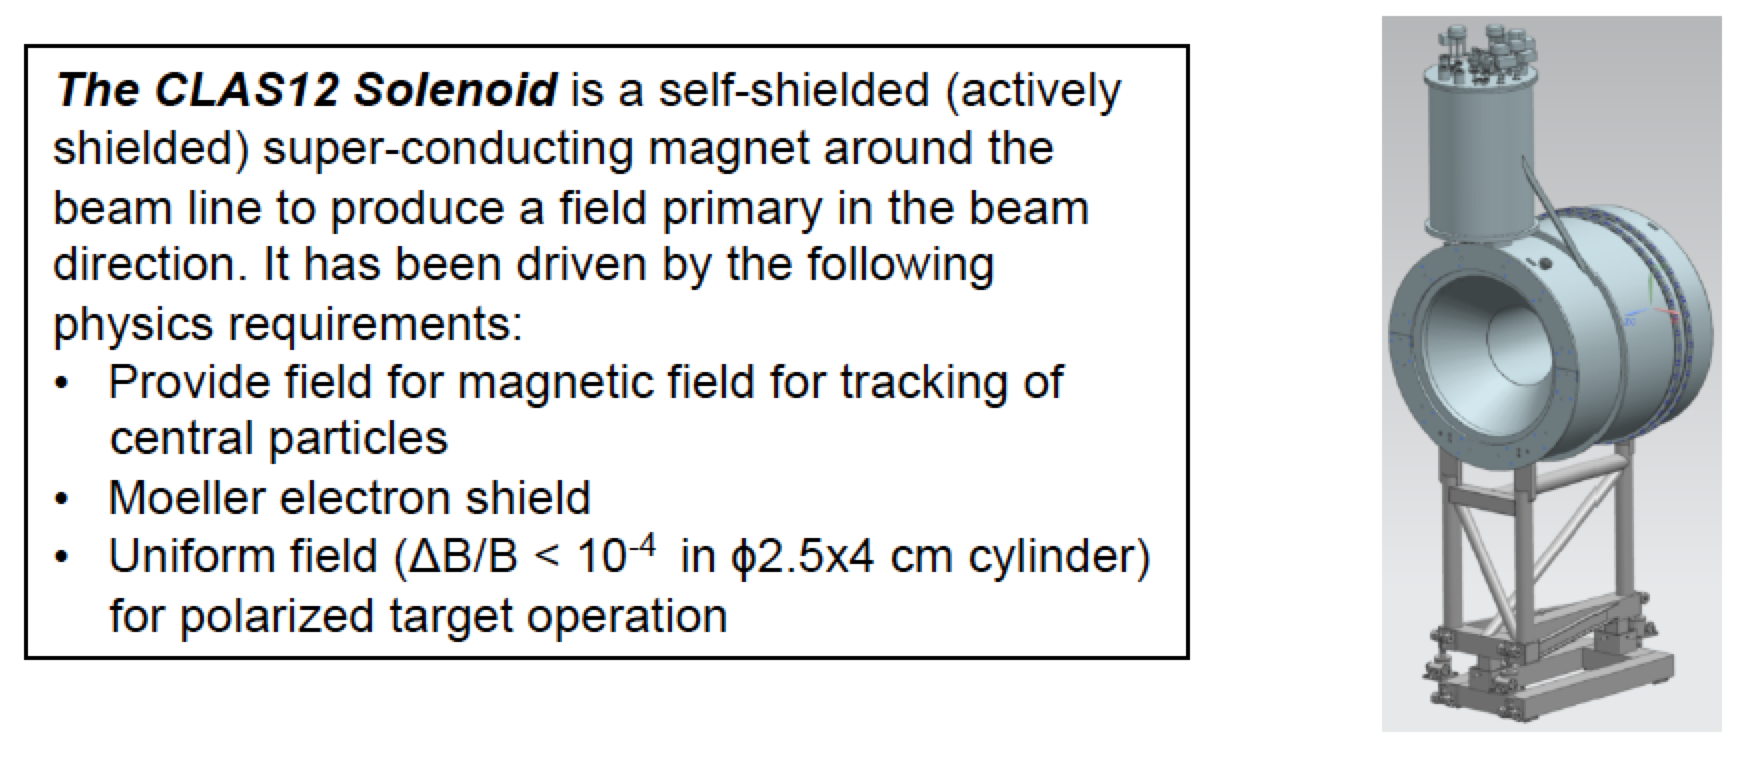 The CLAS12 Solenoid is a self-shielded (actively
shielded) super-conducting magnet around the
beam line to produce a field primary in the beam
direction. It has been driven by the following
physics requirements:
• Provide field for magnetic field for tracking of
central particles
• Moeller electron shield
• Uniform field (ΔB/B < 10⁻⁴ in ϕ2.5x4 cm cylinder)
for polarized target operation